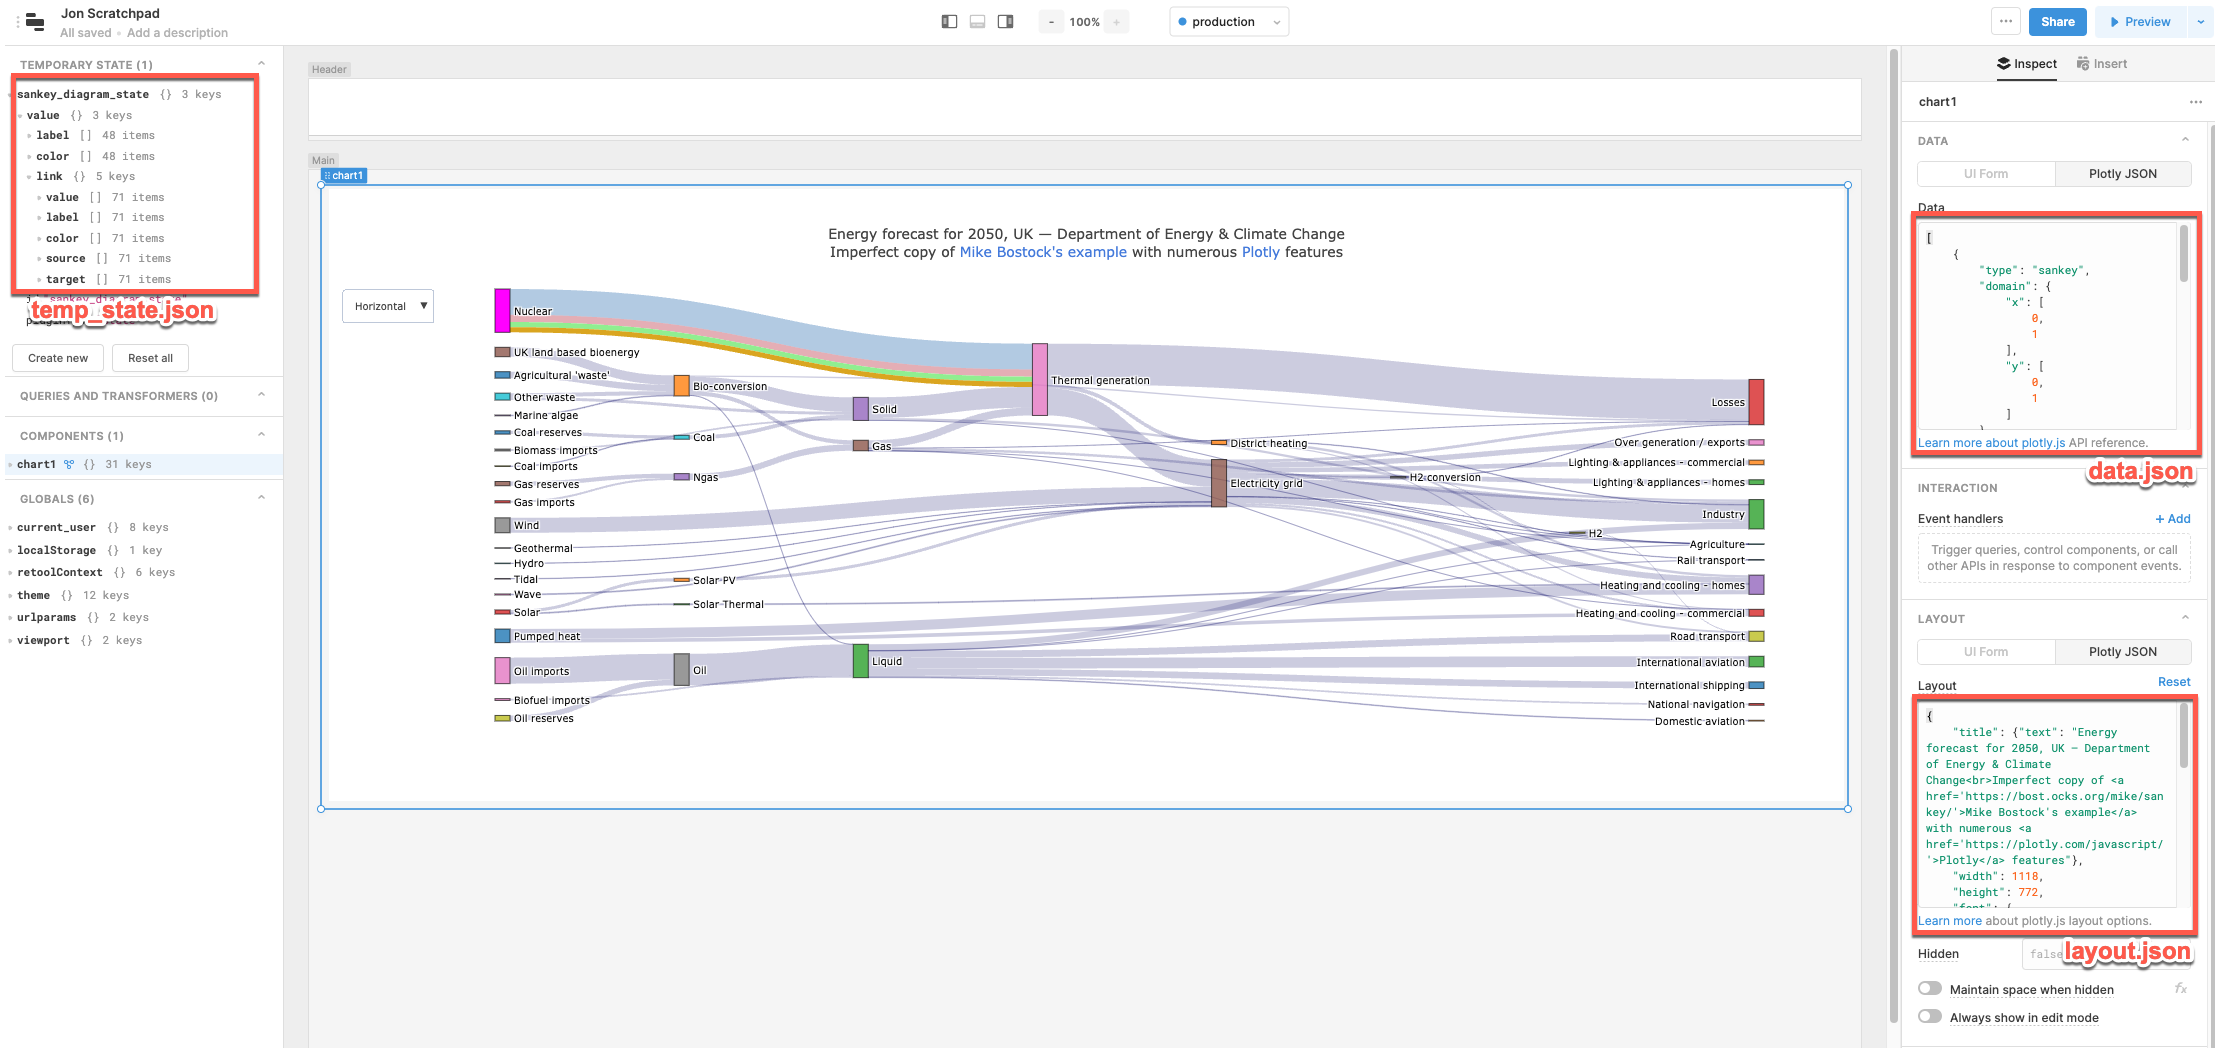 Jon Scratchpad
All saved • Add a description
- 100% +
production
Share
Preview
TEMPORARY STATE (1)
sankey_diagram_state {} 3 keys
value {} 3 keys
label [] 48 items
color [] 48 items
link {} 5 keys
value [] 71 items
label [] 71 items
color [] 71 items
source [] 71 items
target [] 71 items
temp_state.json
Create new
Reset all
QUERIES AND TRANSFORMERS (0)
COMPONENTS (1)
chart1 {} 31 keys
GLOBALS (6)
current_user {} 8 keys
localStorage {} 1 key
retoolContext {} 6 keys
theme {} 12 keys
urlparams {} 2 keys
viewport {} 2 keys
Header
Main
chart1
Energy forecast for 2050, UK — Department of Energy & Climate Change
Imperfect copy of Mike Bostock's example with numerous Plotly features
Horizontal
Nuclear
UK land based bioenergy
Agricultural 'waste'
Other waste
Marine algae
Coal reserves
Biomass imports
Coal imports
Gas reserves
Gas imports
Wind
Geothermal
Hydro
Tidal
Wave
Solar
Pumped heat
Oil imports
Biofuel imports
Oil reserves
Bio-conversion
Coal
Ngas
Solar PV
Solar Thermal
Oil
Solid
Gas
Liquid
Thermal generation
District heating
Electricity grid
H2 conversion
H2
Losses
Over generation / exports
Lighting & appliances - commercial
Lighting & appliances - homes
Industry
Agriculture
Rail transport
Heating and cooling - homes
Heating and cooling - commercial
Road transport
International aviation
International shipping
National navigation
Domestic aviation
Inspect
Insert
chart1
DATA
UI Form
Plotly JSON
Data
[
{
"type": "sankey",
"domain": {
"x": [
0,
1
],
"y": [
0,
1
]
Learn more about plotly.js API reference.
data.json
INTERACTION
Event handlers
+ Add
Trigger queries, control components, or call
other APIs in response to component events.
LAYOUT
UI Form
Plotly JSON
Layout
Reset
{
"title": {"text": "Energy
forecast for 2050, UK — Department
of Energy & Climate
Change<br>Imperfect copy of <a
href='https://bost.ocks.org/mike/san
key/'>Mike Bostock's example</a>
with numerous <a
href='https://plotly.com/javascript/
'>Plotly</a> features"},
"width": 1118,
"height": 772,
"font": {
Learn more about plotly.js layout options.
layout.json
Hidden
false
Maintain space when hidden
fx
Always show in edit mode